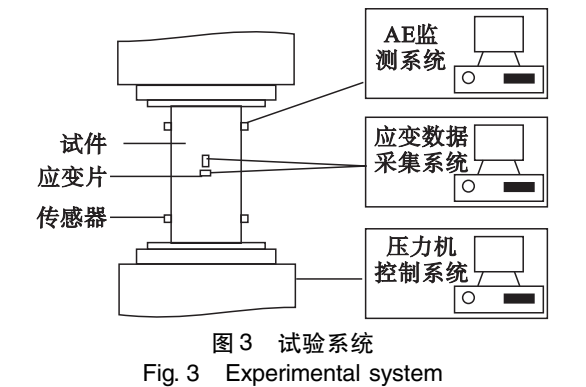 AE监
测系统
试件
应变片
传感器
应变数据
采集系统
压力机
控制系统
图3 试验系统
Fig. 3 Experimental system